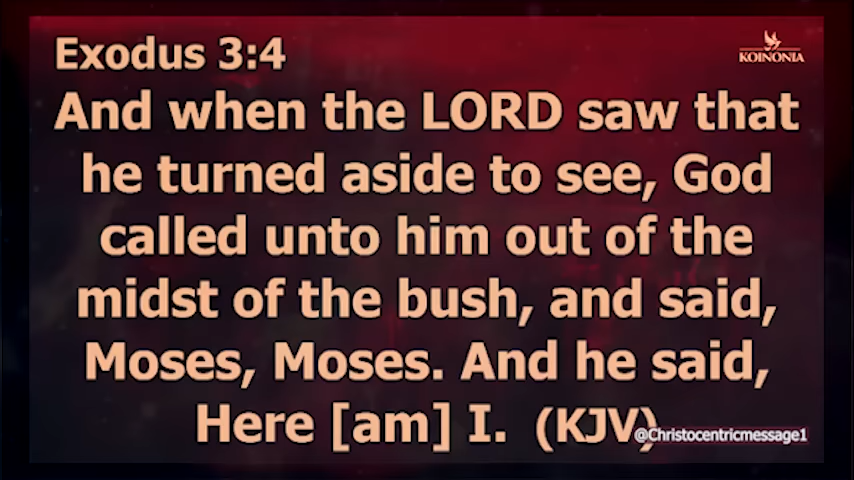 Exodus 3:4
KOINONIA
And when the LORD saw that
he turned aside to see, God
called unto him out of the
midst of the bush, and said,
Moses, Moses. And he said,
Here [am] I. (KJV)
@Christocentricmessage1